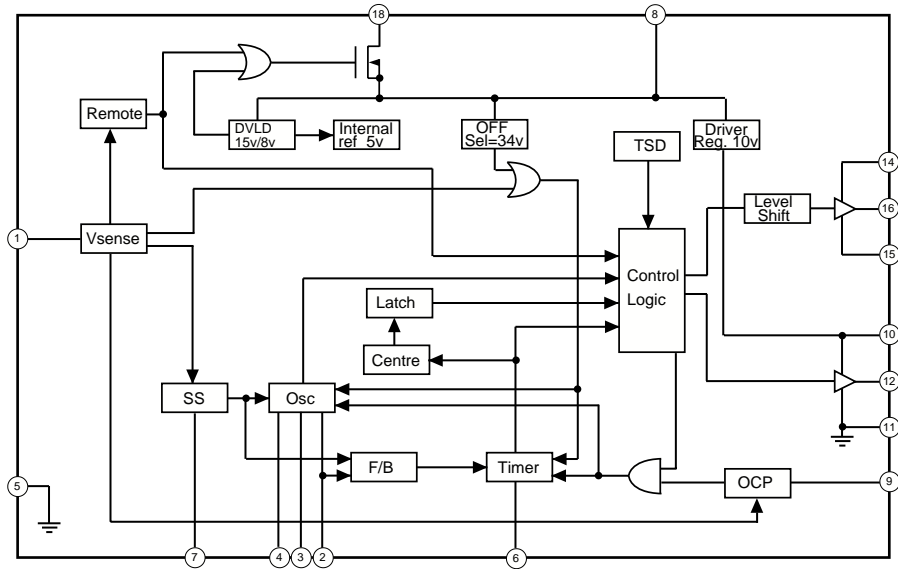 18
8
Remote
DVLD
15v/8v
Internal
ref 5v
OFF
Sel=34v
TSD
Driver
Reg. 10v
14
Level
Shift
16
1
Vsense
15
Control
Logic
Latch
Centre
10
SS
Osc
12
11
F/B
Timer
OCP
5
9
7
4
3
2
6